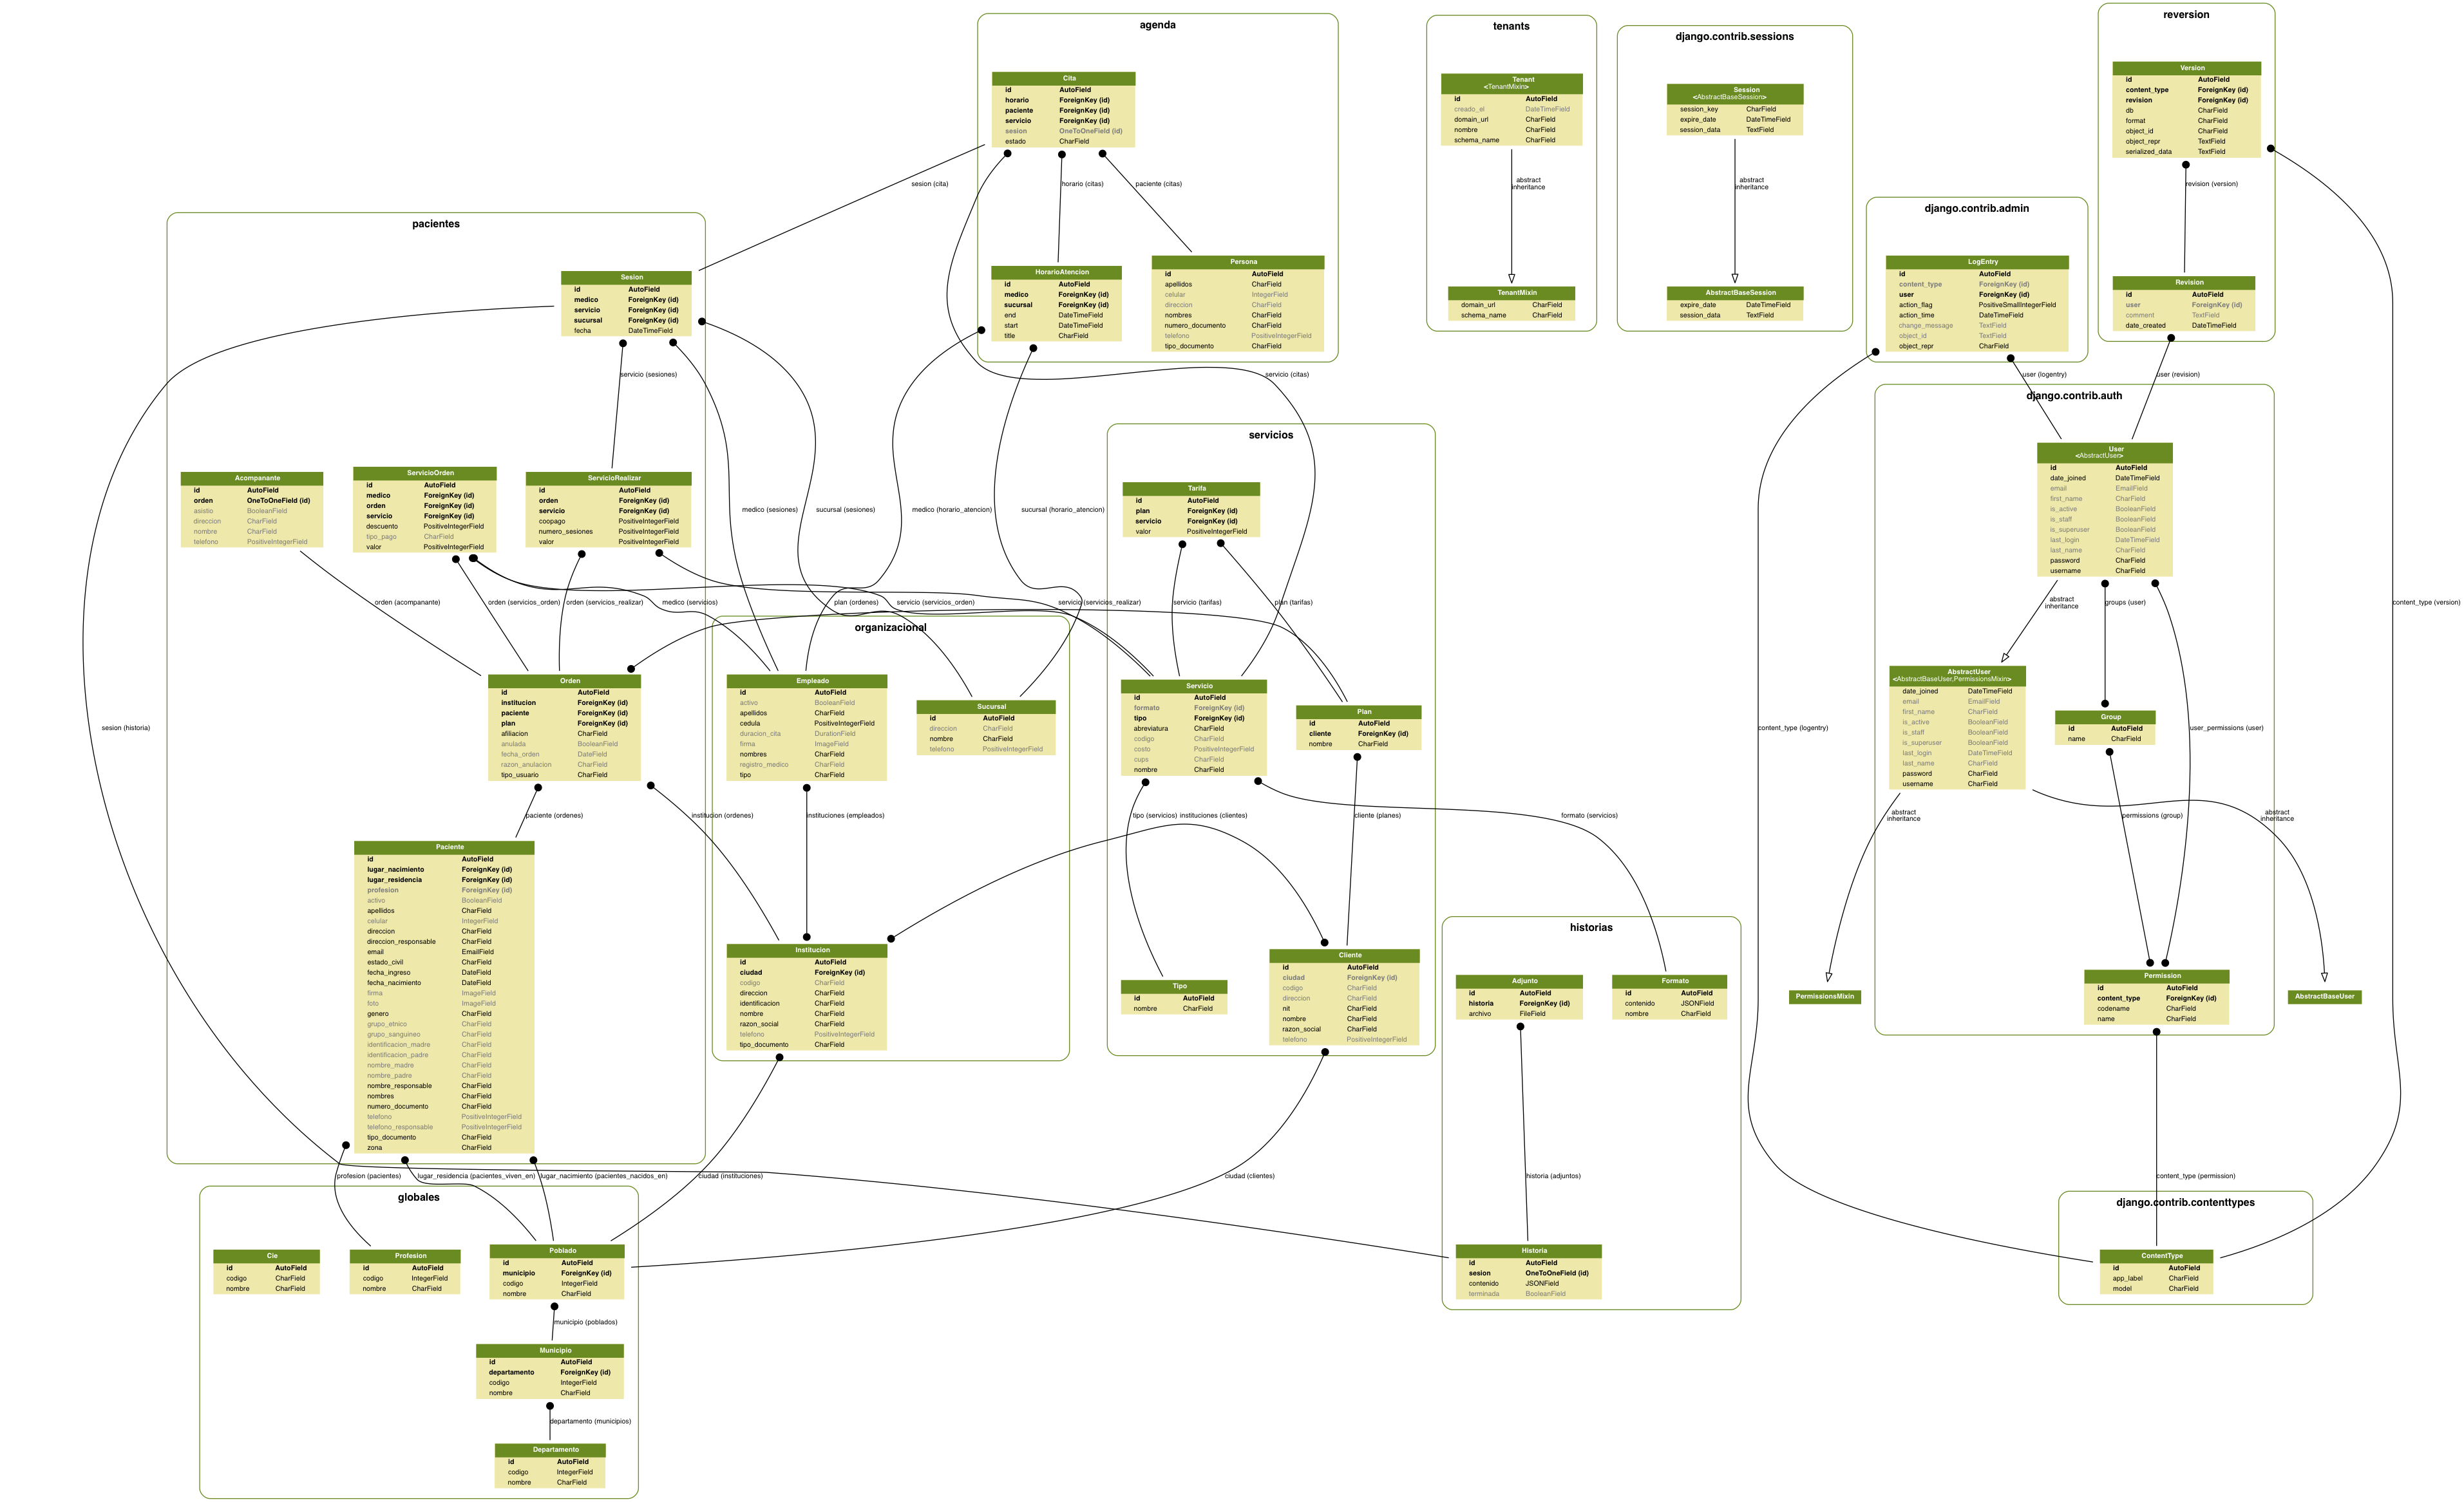 agenda
Cita
id AutoField
horario ForeignKey (id)
paciente ForeignKey (id)
servicio ForeignKey (id)
sesion OneToOneField (id)
estado CharField
sesion (cita)
horario (citas)
paciente (citas)
HorarioAtencion
id AutoField
medico ForeignKey (id)
sucursal ForeignKey (id)
end DateTimeField
start DateTimeField
title CharField
Persona
id AutoField
apellidos CharField
celular IntegerField
direccion CharField
nombres CharField
numero_documento CharField
telefono PositiveIntegerField
tipo_documento CharField
servicio (citas)
tenants
Tenant
<TenantMixin>
id AutoField
creado_el DateTimeField
domain_url CharField
nombre CharField
schema_name CharField
abstract
inheritance
TenantMixin
domain_url CharField
schema_name CharField
django.contrib.sessions
Session
<AbstractBaseSession>
session_key CharField
expire_date DateTimeField
session_data TextField
abstract
inheritance
AbstractBaseSession
expire_date DateTimeField
session_data TextField
reversion
Version
id AutoField
content_type ForeignKey (id)
revision ForeignKey (id)
db CharField
format CharField
object_id CharField
object_repr TextField
serialized_data TextField
revision (version)
Revision
id AutoField
user ForeignKey (id)
comment TextField
date_created DateTimeField
user (revision)
django.contrib.admin
LogEntry
id AutoField
content_type ForeignKey (id)
user ForeignKey (id)
action_flag PositiveSmallIntegerField
action_time DateTimeField
change_message TextField
object_id TextField
object_repr CharField
user (logentry)
pacientes
Sesion
id AutoField
medico ForeignKey (id)
servicio ForeignKey (id)
sucursal ForeignKey (id)
fecha DateTimeField
servicio (sesiones)
Acompanante
id AutoField
orden OneToOneField (id)
asistio BooleanField
direccion CharField
nombre CharField
telefono PositiveIntegerField
ServicioOrden
id AutoField
medico ForeignKey (id)
orden ForeignKey (id)
servicio ForeignKey (id)
descuento PositiveIntegerField
tipo_pago CharField
valor PositiveIntegerField
ServicioRealizar
id AutoField
orden ForeignKey (id)
servicio ForeignKey (id)
coopago PositiveIntegerField
numero_sesiones PositiveIntegerField
valor PositiveIntegerField
medico (sesiones)
sucursal (sesiones)
medico (horario_atencion)
sucursal (horario_atencion)
orden (acompanante)
orden (servicios_orden)
orden (servicios_realizar)
medico (servicios)
plan (ordenes)
servicio (servicios_orden)
servicio (servicios_realizar)
servicio (tarifas)
plan (tarifas)
Orden
id AutoField
institucion ForeignKey (id)
paciente ForeignKey (id)
plan ForeignKey (id)
afiliacion CharField
anulada BooleanField
fecha_orden DateField
razon_anulacion CharField
tipo_usuario CharField
sesion (historia)
paciente (ordenes)
institucion (ordenes)
Paciente
id AutoField
lugar_nacimiento ForeignKey (id)
lugar_residencia ForeignKey (id)
profesion ForeignKey (id)
activo BooleanField
apellidos CharField
celular IntegerField
direccion CharField
direccion_responsable CharField
email EmailField
estado_civil CharField
fecha_ingreso DateField
fecha_nacimiento DateField
firma ImageField
foto ImageField
genero CharField
grupo_etnico CharField
grupo_sanguineo CharField
identificacion_madre CharField
identificacion_padre CharField
nombre_madre CharField
nombre_padre CharField
nombre_responsable CharField
nombres CharField
numero_documento CharField
telefono PositiveIntegerField
telefono_responsable PositiveIntegerField
tipo_documento CharField
zona CharField
profesion (pacientes)
lugar_residencia (pacientes_viven_en)
lugar_nacimiento (pacientes_nacidos_en)
ciudad (instituciones)
ciudad (clientes)
organizacional
Empleado
id AutoField
activo BooleanField
apellidos CharField
cedula PositiveIntegerField
duracion_cita DurationField
firma ImageField
nombres CharField
registro_medico CharField
tipo CharField
Sucursal
id AutoField
direccion CharField
nombre CharField
telefono PositiveIntegerField
instituciones (empleados)
Institucion
id AutoField
ciudad ForeignKey (id)
codigo CharField
direccion CharField
identificacion CharField
nombre CharField
razon_social CharField
telefono PositiveIntegerField
tipo_documento CharField
servicios
Tarifa
id AutoField
plan ForeignKey (id)
servicio ForeignKey (id)
valor PositiveIntegerField
Servicio
id AutoField
formato ForeignKey (id)
tipo ForeignKey (id)
abreviatura CharField
codigo CharField
costo PositiveIntegerField
cups CharField
nombre CharField
Plan
id AutoField
cliente ForeignKey (id)
nombre CharField
tipo (servicios)
instituciones (clientes)
cliente (planes)
formato (servicios)
Tipo
id AutoField
nombre CharField
Cliente
id AutoField
ciudad ForeignKey (id)
codigo CharField
direccion CharField
nit CharField
nombre CharField
razon_social CharField
telefono PositiveIntegerField
historias
Adjunto
id AutoField
historia ForeignKey (id)
archivo FileField
Formato
id AutoField
contenido JSONField
nombre CharField
historia (adjuntos)
Historia
id AutoField
sesion OneToOneField (id)
contenido JSONField
terminada BooleanField
django.contrib.auth
User
<AbstractUser>
id AutoField
date_joined DateTimeField
email EmailField
first_name CharField
is_active BooleanField
is_staff BooleanField
is_superuser BooleanField
last_login DateTimeField
last_name CharField
password CharField
username CharField
abstract
inheritance
groups (user)
content_type (version)
AbstractUser
<AbstractBaseUser,PermissionsMixin>
date_joined DateTimeField
email EmailField
first_name CharField
is_active BooleanField
is_staff BooleanField
is_superuser BooleanField
last_login DateTimeField
last_name CharField
password CharField
username CharField
Group
id AutoField
name CharField
user_permissions (user)
content_type (logentry)
abstract
inheritance
permissions (group)
abstract
inheritance
PermissionsMixin
Permission
id AutoField
content_type ForeignKey (id)
codename CharField
name CharField
AbstractBaseUser
content_type (permission)
django.contrib.contenttypes
ContentType
id AutoField
app_label CharField
model CharField
globales
Cie
id AutoField
codigo CharField
nombre CharField
Profesion
id AutoField
codigo IntegerField
nombre CharField
Poblado
id AutoField
municipio ForeignKey (id)
codigo IntegerField
nombre CharField
municipio (poblados)
Municipio
id AutoField
departamento ForeignKey (id)
codigo IntegerField
nombre CharField
departamento (municipios)
Departamento
id AutoField
codigo IntegerField
nombre CharField